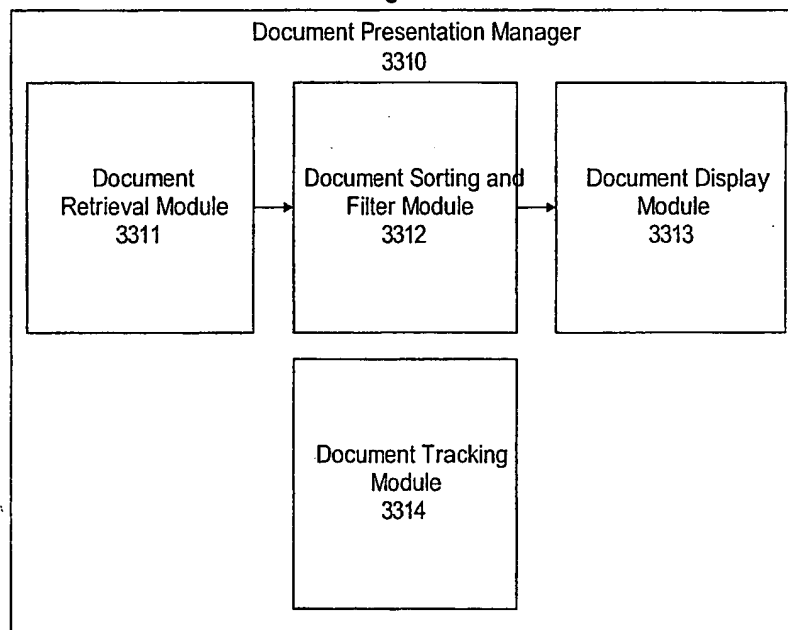 Document Presentation Manager
3310
Document
Retrieval Module
3311
Document Sorting and
Filter Module
3312
Document Display
Module
3313
Document Tracking
Module
3314